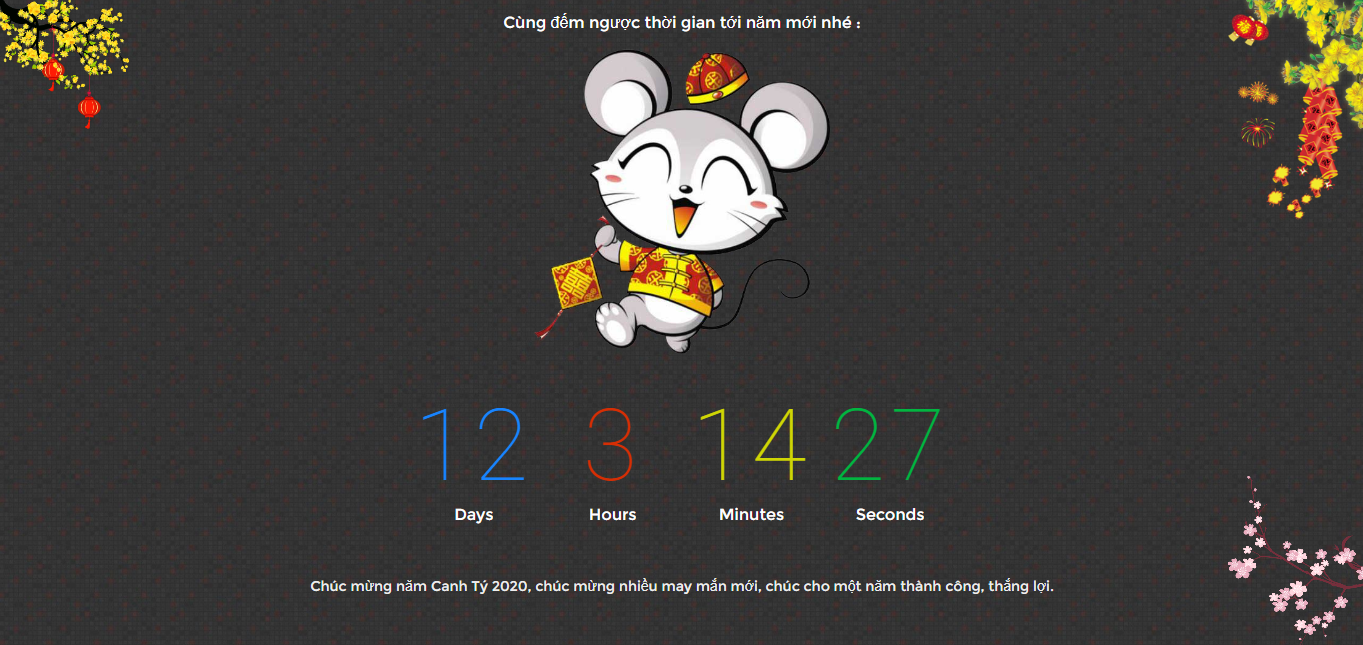 Cùng đếm ngược thời gian tới năm mới nhé :
12 3 14 27
Days Hours Minutes Seconds
Chúc mừng năm Canh Tý 2020, chúc mừng nhiều may mắn mới, chúc cho một năm thành công, thắng lợi.